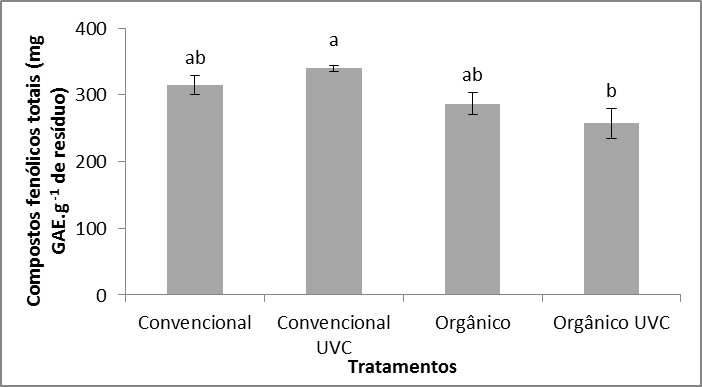 Compostos fenólicos totais (mg
GAE.g⁻¹ de resíduo)
400
300
200
100
0
ab
a
ab
b
Convencional
Convencional
UVC
Orgânico
Orgânico UVC
Tratamentos